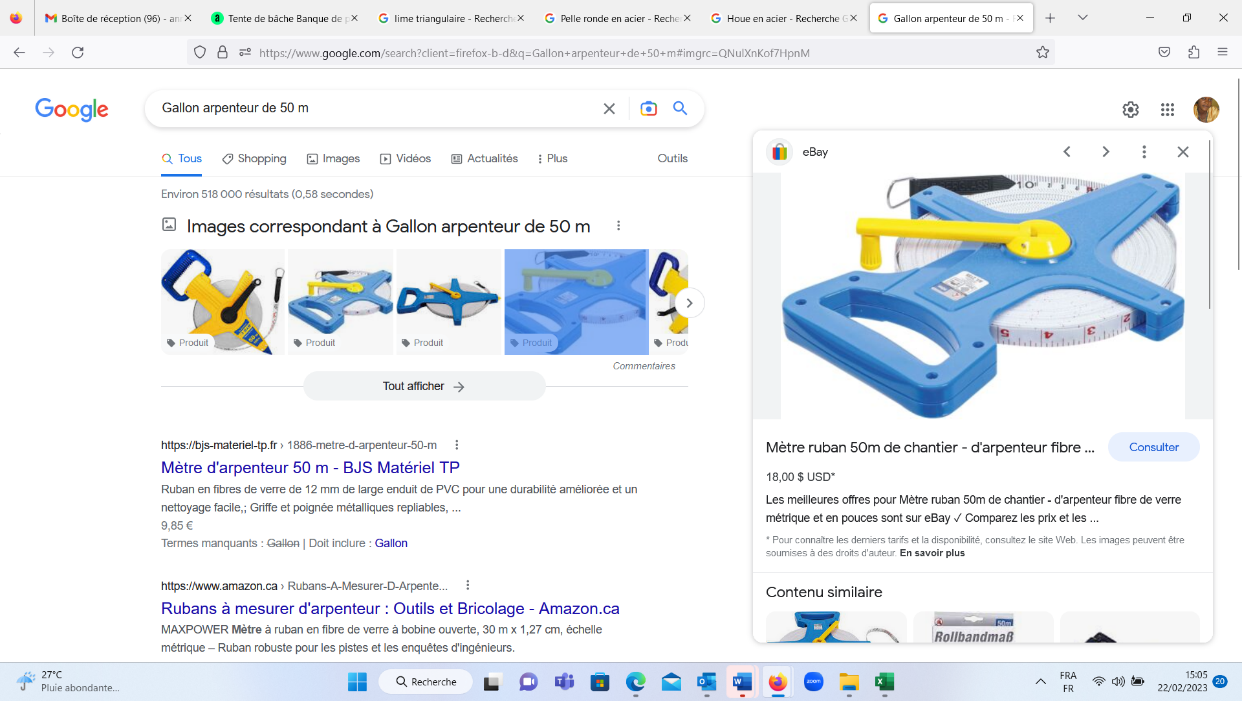 Boîte de réception (96) - an
Tente de bâche Banque de p
lime triangulaire - Recherch
Pelle ronde en acier - Reche
Houe en acier - Recherche G
Gallon arpenteur de 50 m -
https://www.google.com/search?client=firefox-b-d&q=Gallon+arpenteur+de+50+m#imgrc=QNulXnKof7HpnM
Google
Gallon arpenteur de 50 m
Tous
Shopping
Images
Vidéos
Actualités
Plus
Outils
Environ 518 000 résultats (0,58 secondes)
Images correspondant à Gallon arpenteur de 50 m
Produit
Produit
Produit
Produit
Produ
Commentaires
Tout afficher
https://bjs-materiel-tp.fr › 1886-metre-d-arpenteur-50-m
Mètre d'arpenteur 50 m - BJS Matériel TP
Ruban en fibres de verre de 12 mm de large enduit de PVC pour une durabilité améliorée et un
nettoyage facile,; Griffe et poignée métalliques repliables, ...
9,85 €
Termes manquants : Gallon | Doit inclure : Gallon
https://www.amazon.ca › Rubans-A-Mesurer-D-Arpente...
Rubans à mesurer d'arpenteur : Outils et Bricolage - Amazon.ca
MAXPOWER Mètre à ruban en fibre de verre à bobine ouverte, 30 m x 1,27 cm, échelle
métrique – Ruban robuste pour les pistes et les enquêtes d'ingénieurs.
eBay
10
5 4 3 2
Mètre ruban 50m de chantier - d'arpenteur fibre ...
Consulter
18,00 $ USD*
Les meilleures offres pour Mètre ruban 50m de chantier - d'arpenteur fibre de verre
métrique et en pouces sont sur eBay ✓ Comparez les prix et les ...
* Pour connaître les derniers tarifs et la disponibilité, consultez le site Web. Les images peuvent être
soumises à des droits d'auteur. En savoir plus
Contenu similaire
50m
Rollbandmaß
27°C
Pluie abondante...
Recherche
zoom
FRA
FR
15:05
22/02/2023
20